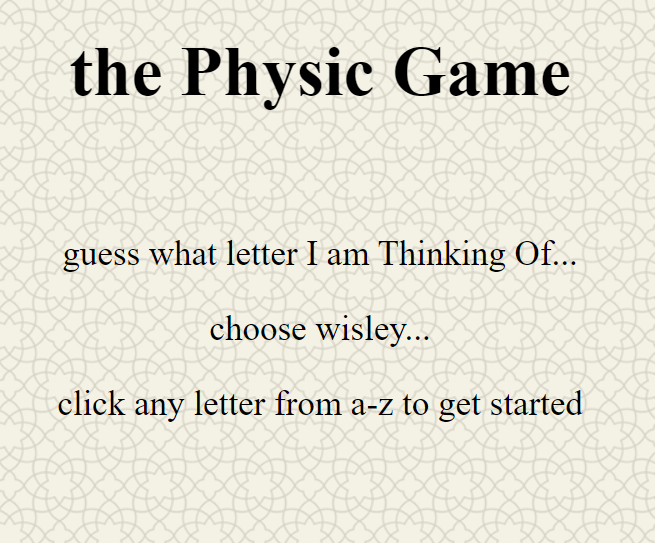 the Physic Game
guess what letter I am Thinking Of...
choose wisley...
click any letter from a-z to get started